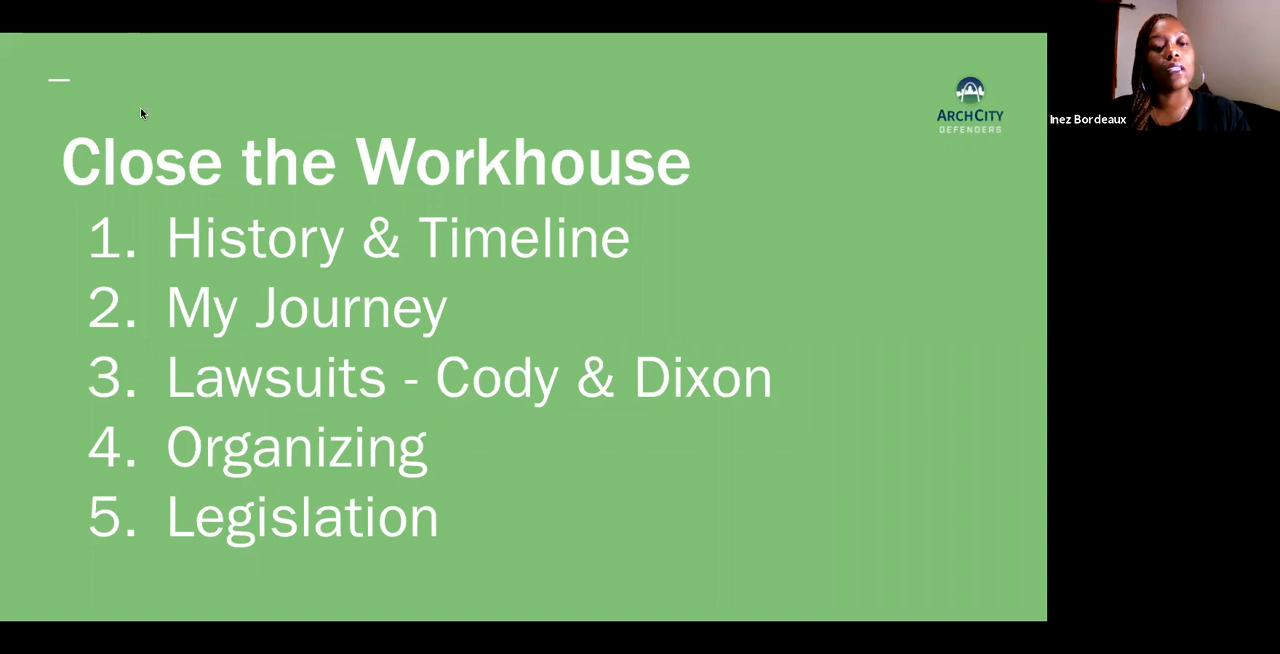 ARCHCITY
DEFENDERS
Inez Bordeaux
Close the Workhouse
1. History & Timeline
2. My Journey
3. Lawsuits - Cody & Dixon
4. Organizing
5. Legislation